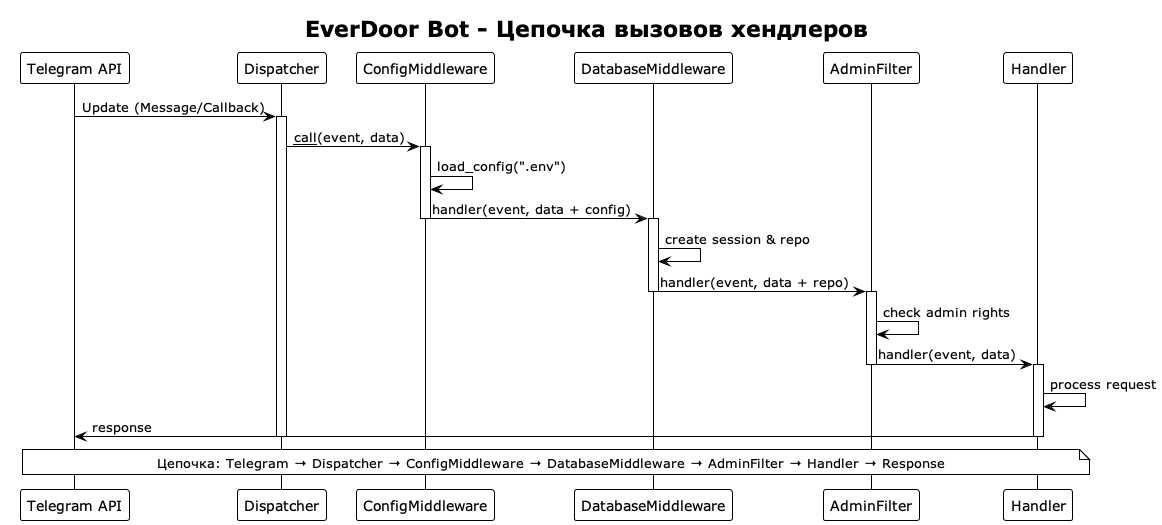 EverDoor Bot - Цепочка вызовов хендлеров
Telegram API
Dispatcher
ConfigMiddleware
DatabaseMiddleware
AdminFilter
Handler
Update (Message/Callback)
call(event, data)
load_config(".env")
handler(event, data + config)
create session & repo
handler(event, data + repo)
check admin rights
handler(event, data)
process request
response
Цепочка: Telegram → Dispatcher → ConfigMiddleware → DatabaseMiddleware → AdminFilter → Handler → Response
Telegram API
Dispatcher
ConfigMiddleware
DatabaseMiddleware
AdminFilter
Handler